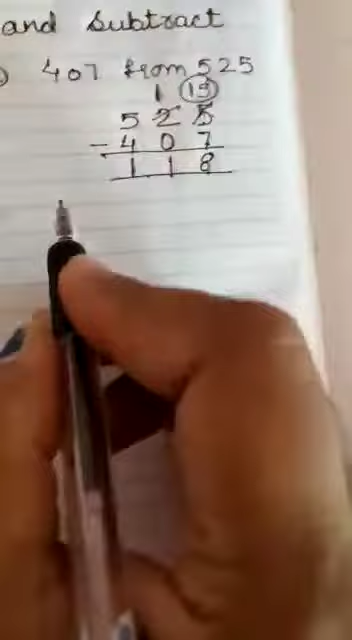 and Subtract
) 407 from 525
1 15
5 2 5
- 4 0 7
1 1 8